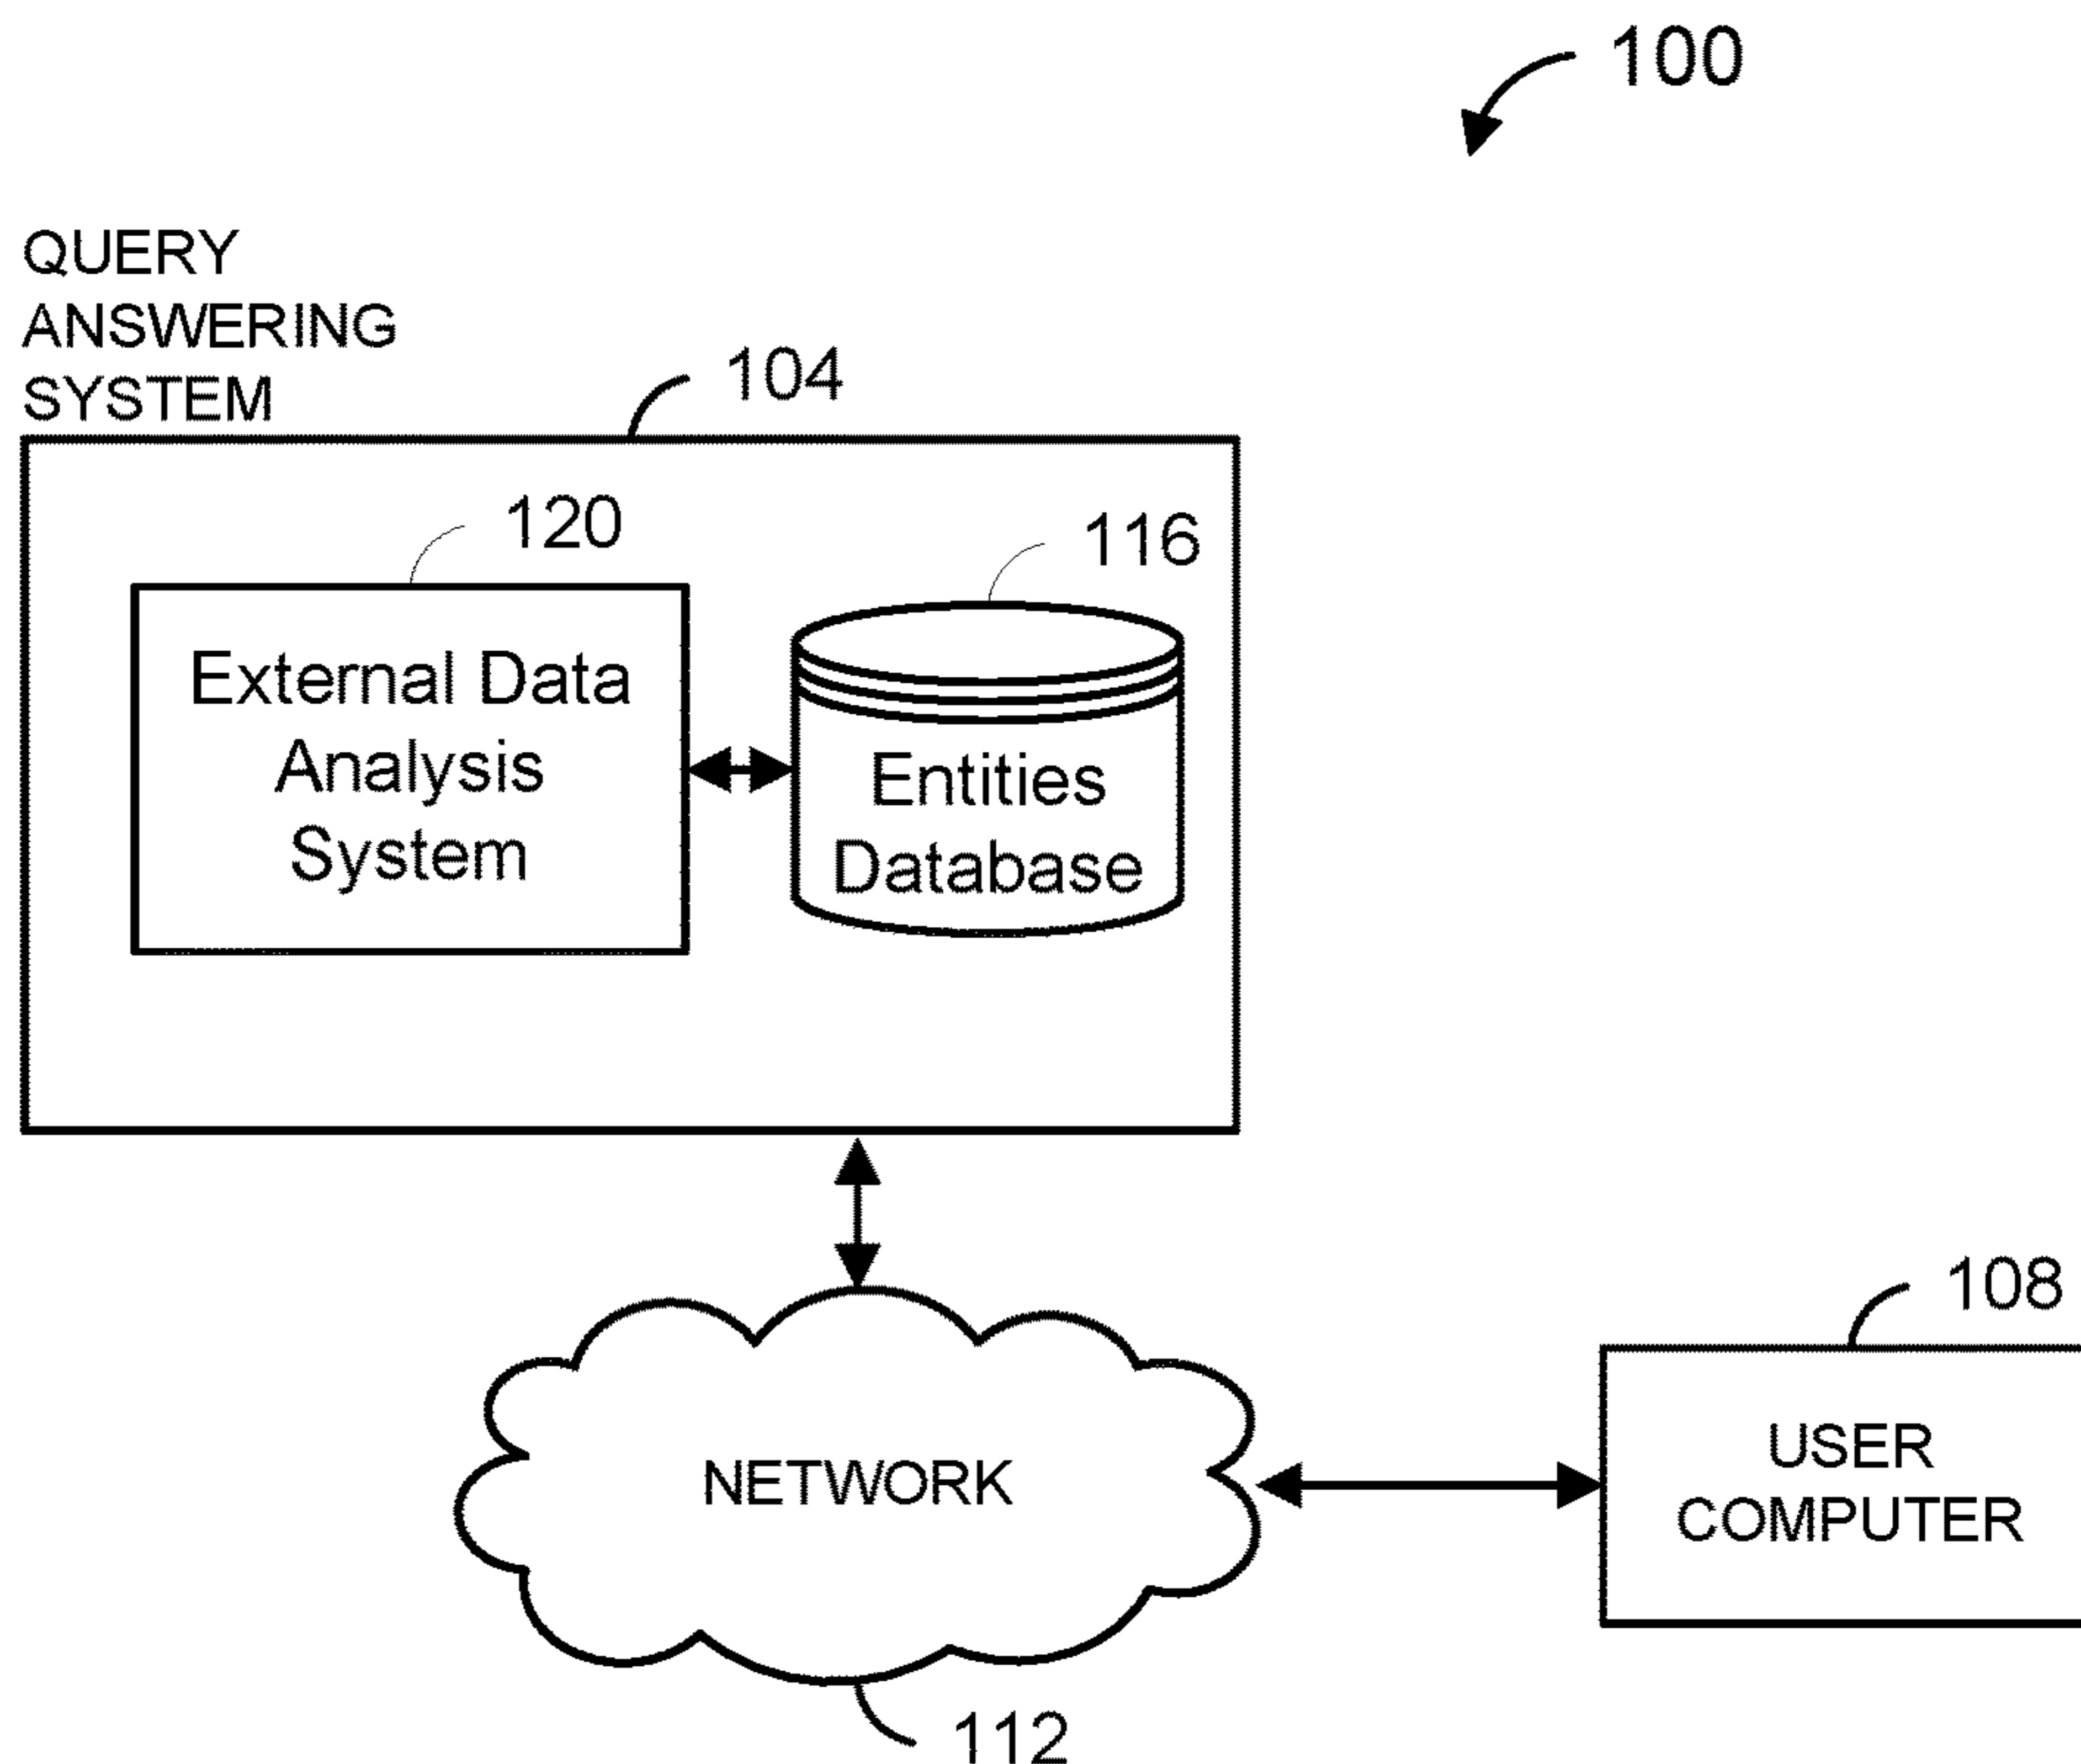 100
QUERY
ANSWERING
SYSTEM
104
120
116
External Data
Analysis
System
Entities
Database
108
NETWORK
USER
COMPUTER
112